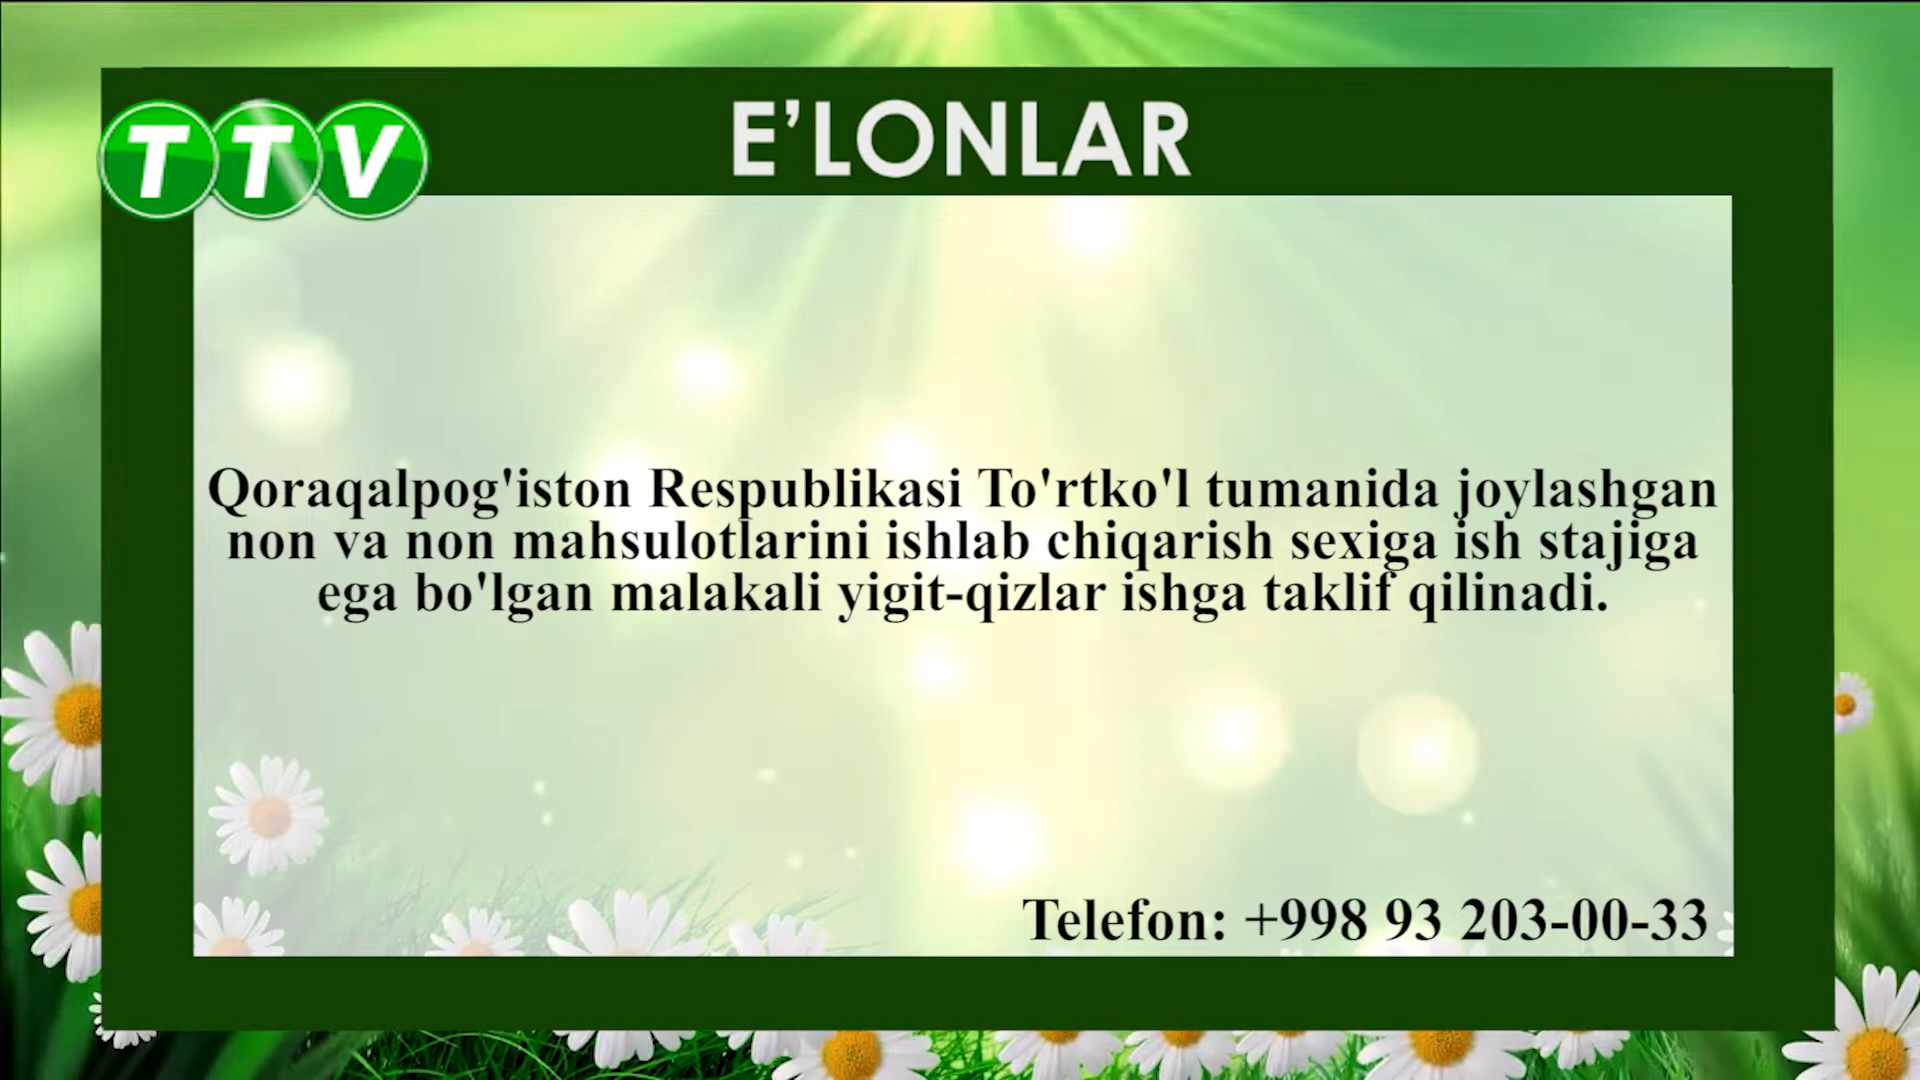 TTV
E’LONLAR
Qoraqalpog'iston Respublikasi To'rtko'l tumanida joylashgan
non va non mahsulotlarini ishlab chiqarish sexiga ish stajiga
ega bo'lgan malakali yigit-qizlar ishga taklif qilinadi.
Telefon: +998 93 203-00-33